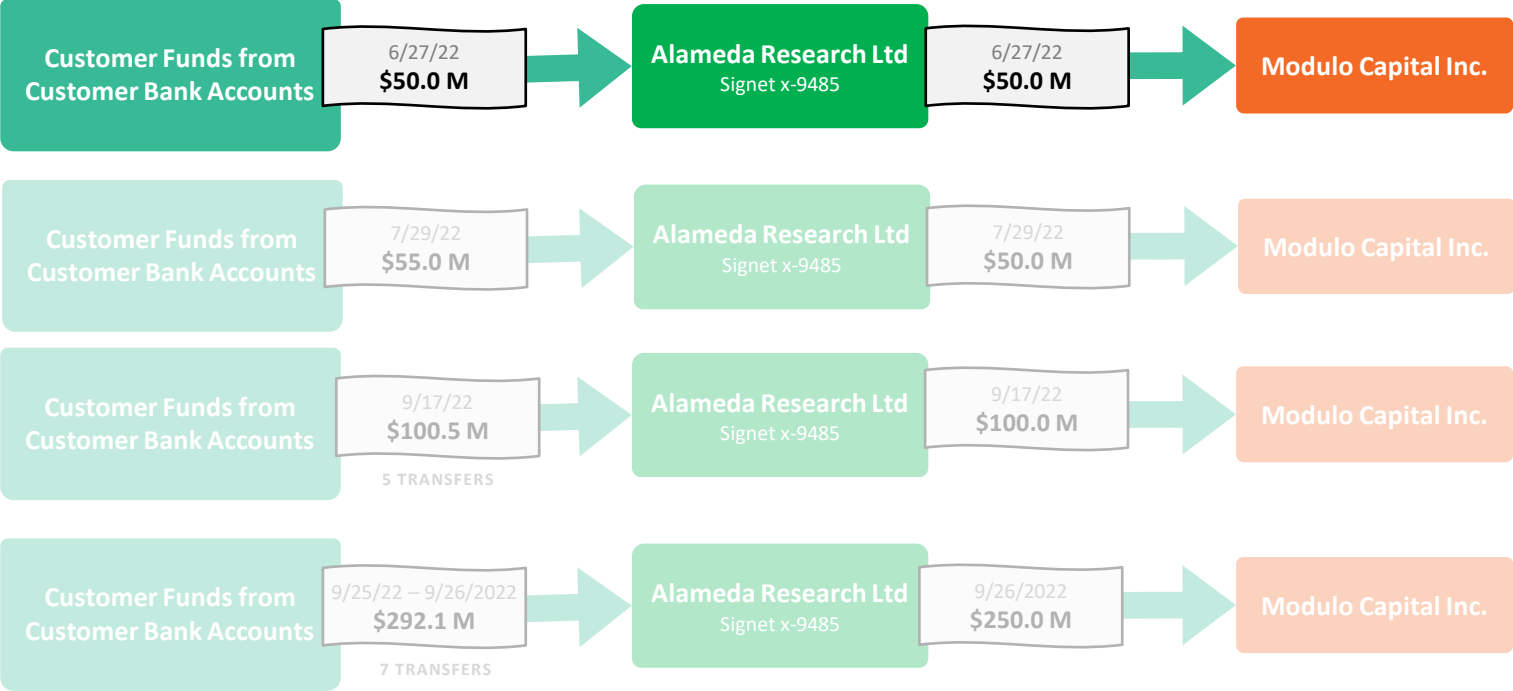 Customer Funds from
Customer Bank Accounts
6/27/22
$50.0 M
Alameda Research Ltd
Signet x-9485
6/27/22
$50.0 M
Modulo Capital Inc.
Customer Funds from
Customer Bank Accounts
7/29/22
$55.0 M
Alameda Research Ltd
Signet x-9485
7/29/22
$50.0 M
Modulo Capital Inc.
Customer Funds from
Customer Bank Accounts
9/17/22
$100.5 M
5 TRANSFERS
Alameda Research Ltd
Signet x-9485
9/17/22
$100.0 M
Modulo Capital Inc.
Customer Funds from
Customer Bank Accounts
9/25/22 – 9/26/2022
$292.1 M
7 TRANSFERS
Alameda Research Ltd
Signet x-9485
9/26/2022
$250.0 M
Modulo Capital Inc.